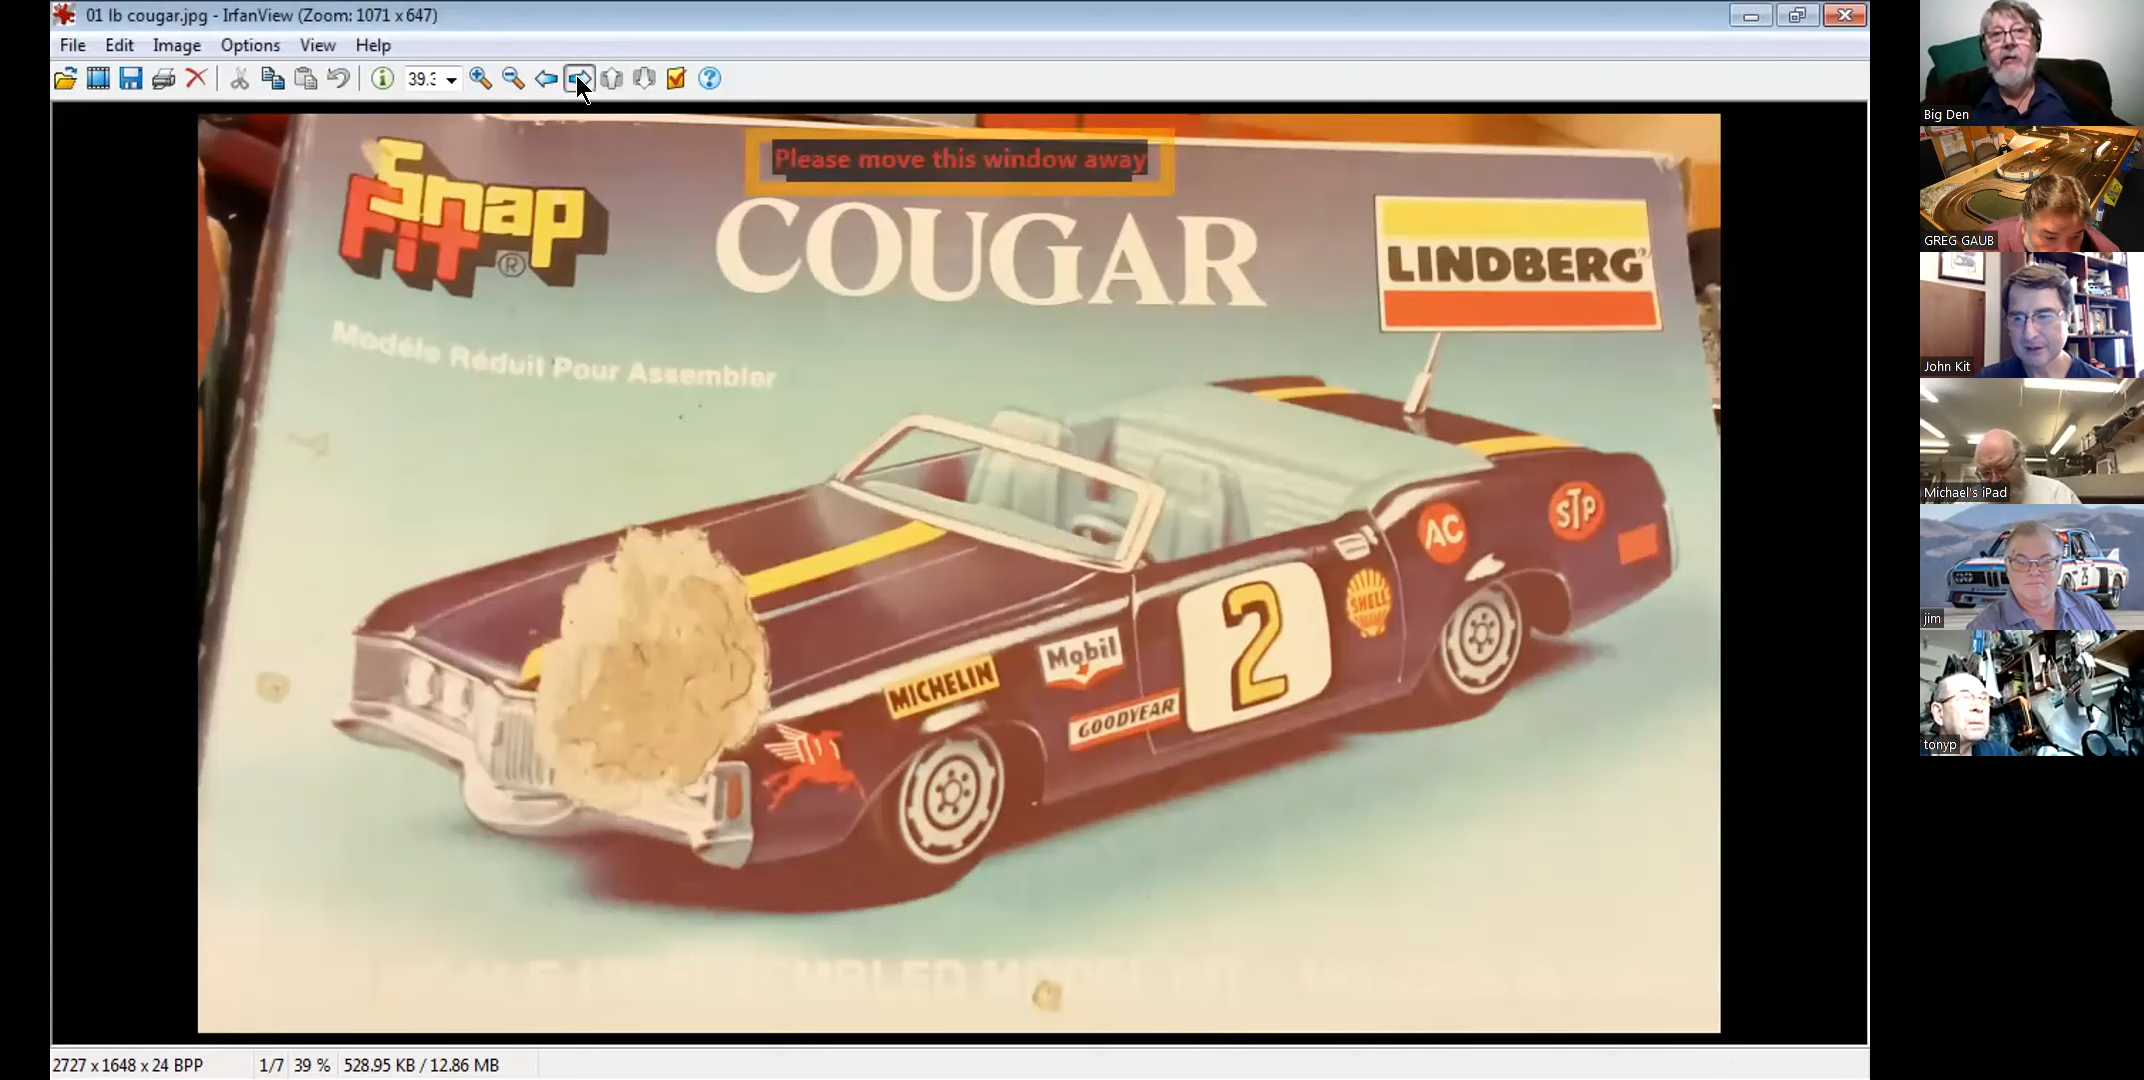 01 lb cougar.jpg - IrfanView (Zoom: 1071 x 647)
File Edit Image Options View Help
39.3
Please move this window away
Snap
Fit®
COUGAR
LINDBERG®
Modèle Réduit Pour Assembler
AC
STP
SHELL
2
Mobil
MICHELIN
GOODYEAR
2727 x 1648 x 24 BPP 1/7 39 % 528.95 KB / 12.86 MB
Big Den
GREG GAUB
John Kit
Michael's iPad
jim
tonyp